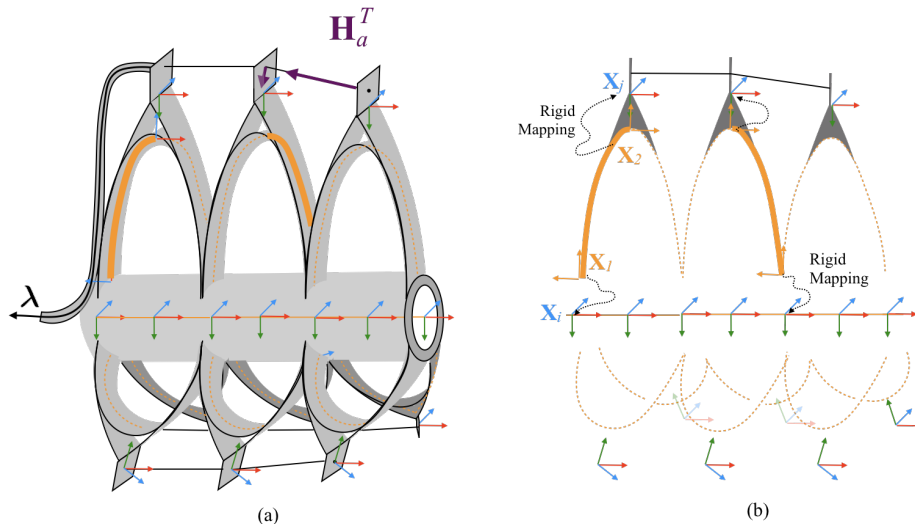 H_a^T
λ
(a)
X_j
Rigid
Mapping
X_2
X_1
Rigid
Mapping
X_i
(b)